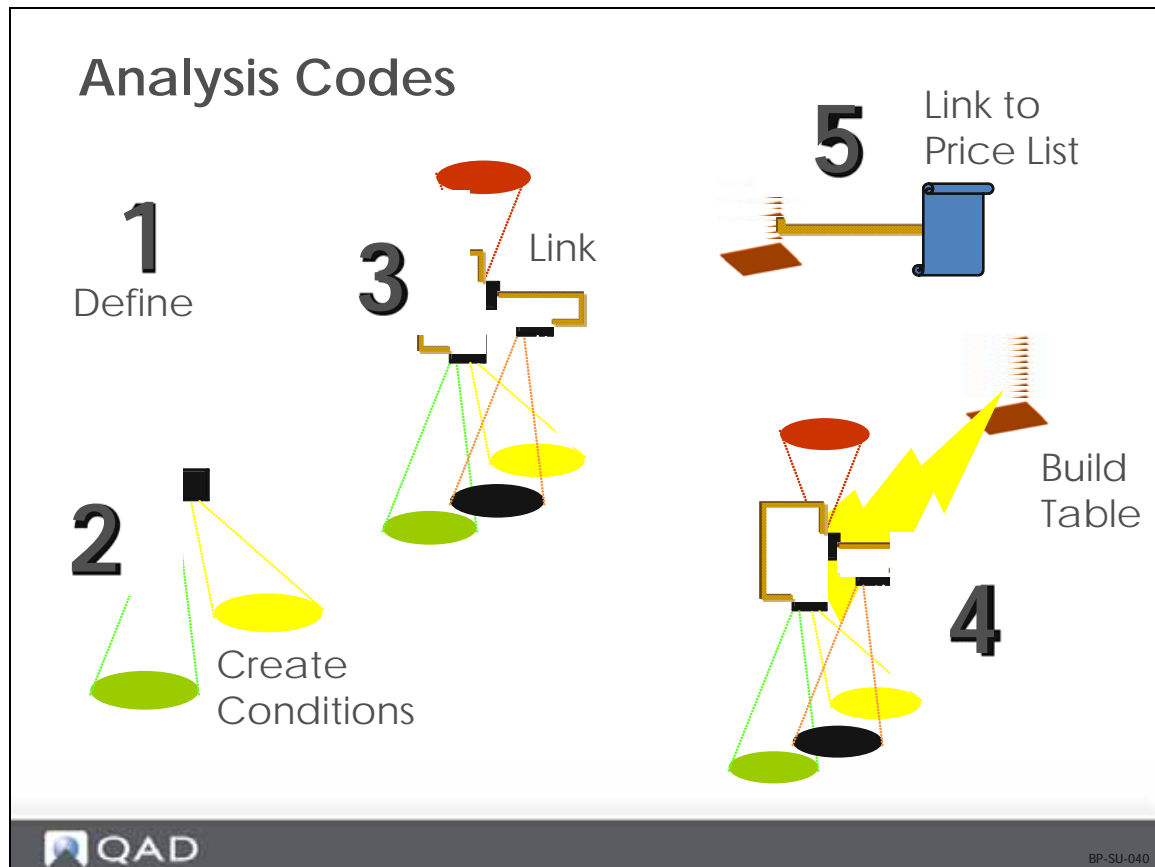 Analysis Codes
1
Define
2
Create
Conditions
3
Link
4
Build
Table
5
Link to
Price List
QAD
BP-SU-040